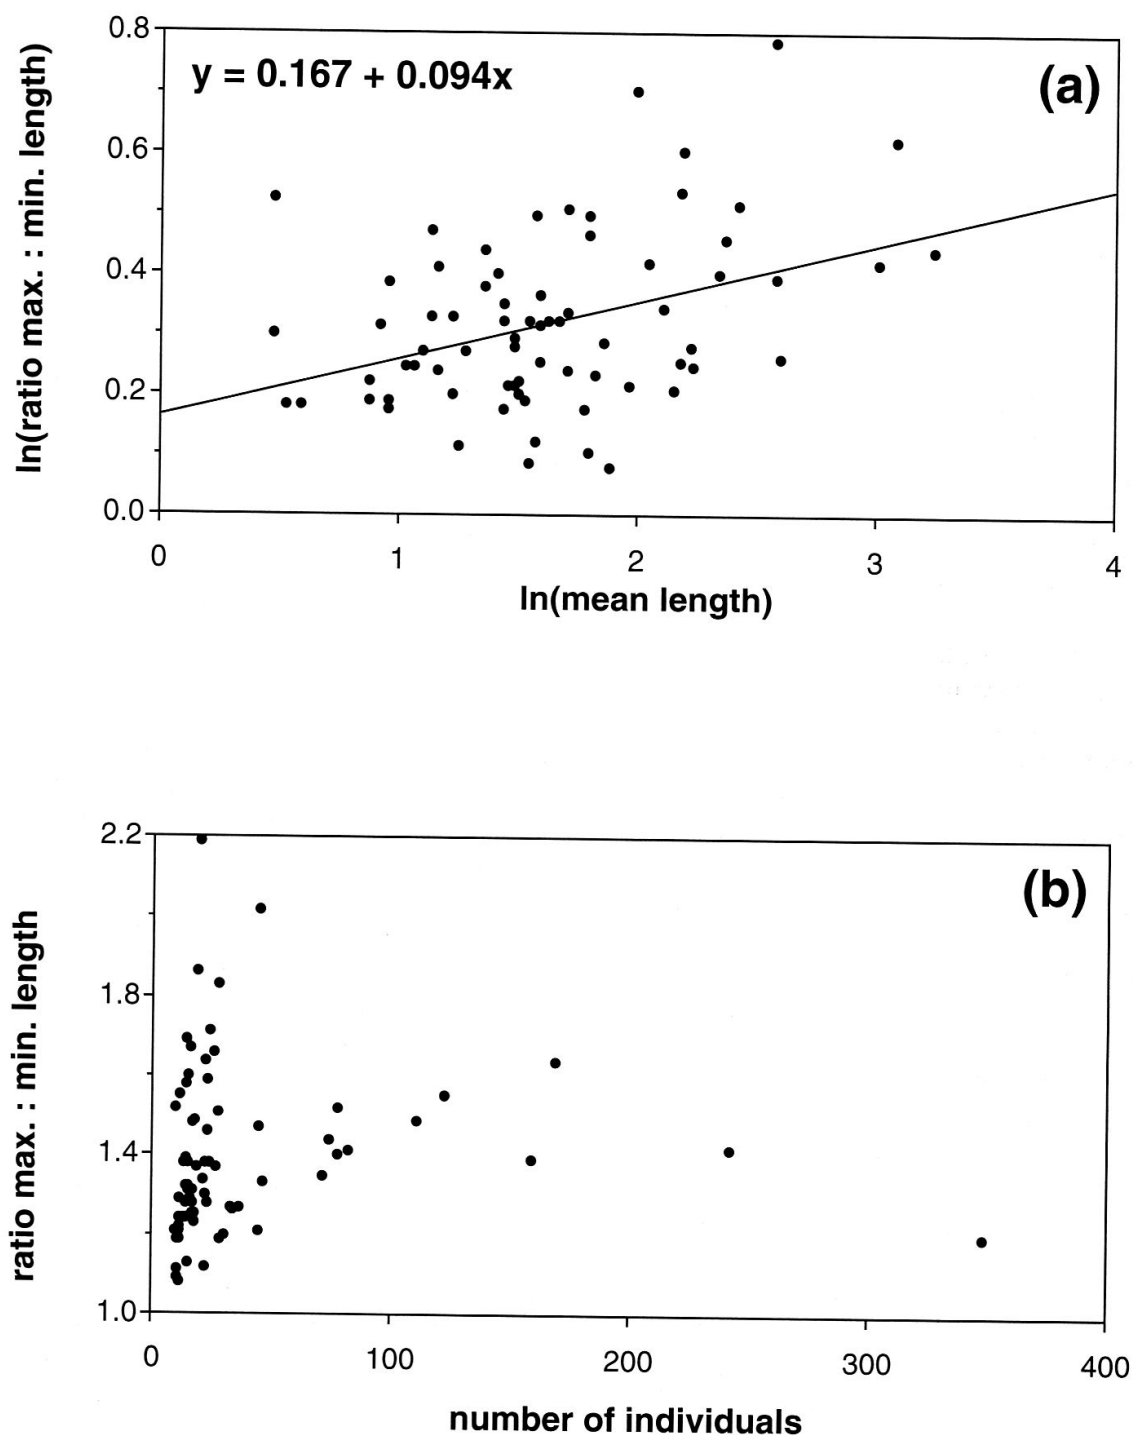 y = 0.167 + 0.094x
(a)
ln(ratio max. : min. length)
0.8
0.6
0.4
0.2
0.0
0 1 2 3 4
ln(mean length)
(b)
ratio max. : min. length
2.2
1.8
1.4
1.0
0 100 200 300 400
number of individuals